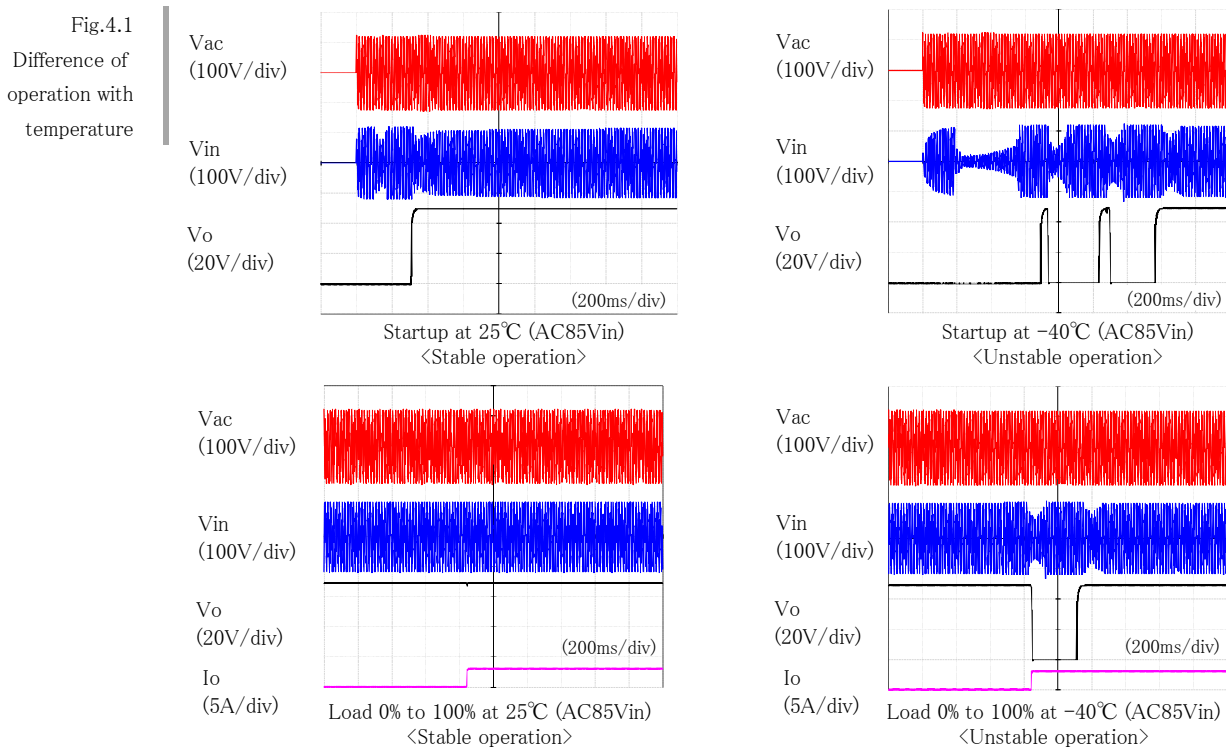 Fig.4.1
Difference of
operation with
temperature
Vac
(100V/div)
Vin
(100V/div)
Vo
(20V/div)
(200ms/div)
Startup at 25℃ (AC85Vin)
<Stable operation>
Vac
(100V/div)
Vin
(100V/div)
Vo
(20V/div)
(200ms/div)
Startup at -40℃ (AC85Vin)
<Unstable operation>
Vac
(100V/div)
Vin
(100V/div)
Vo
(20V/div)
(200ms/div)
Io
(5A/div)
Load 0% to 100% at 25℃ (AC85Vin)
<Stable operation>
Vac
(100V/div)
Vin
(100V/div)
Vo
(20V/div)
(200ms/div)
Io
(5A/div)
Load 0% to 100% at -40℃ (AC85Vin)
<Unstable operation>